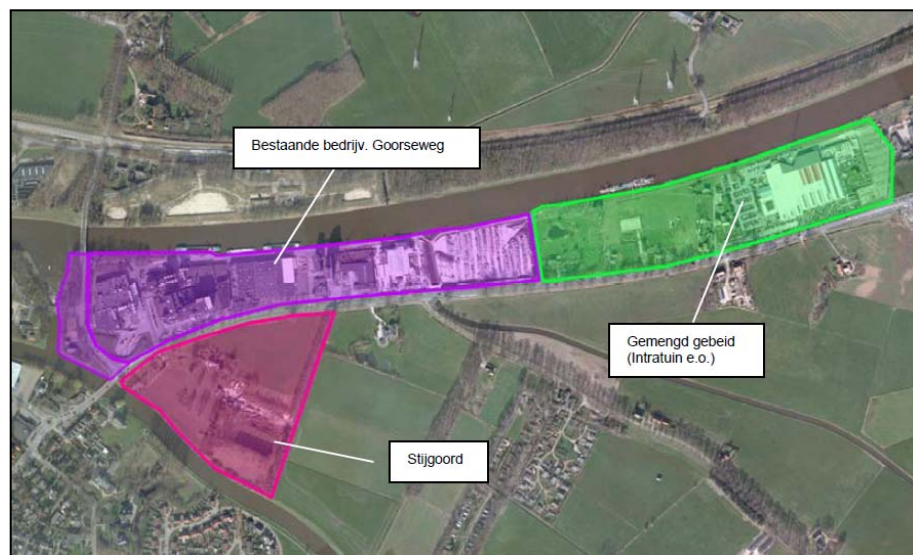 Bestaande bedrijv. Goorseweg
Gemengd gebeid
(Intratuin e.o.)
Stijgoord